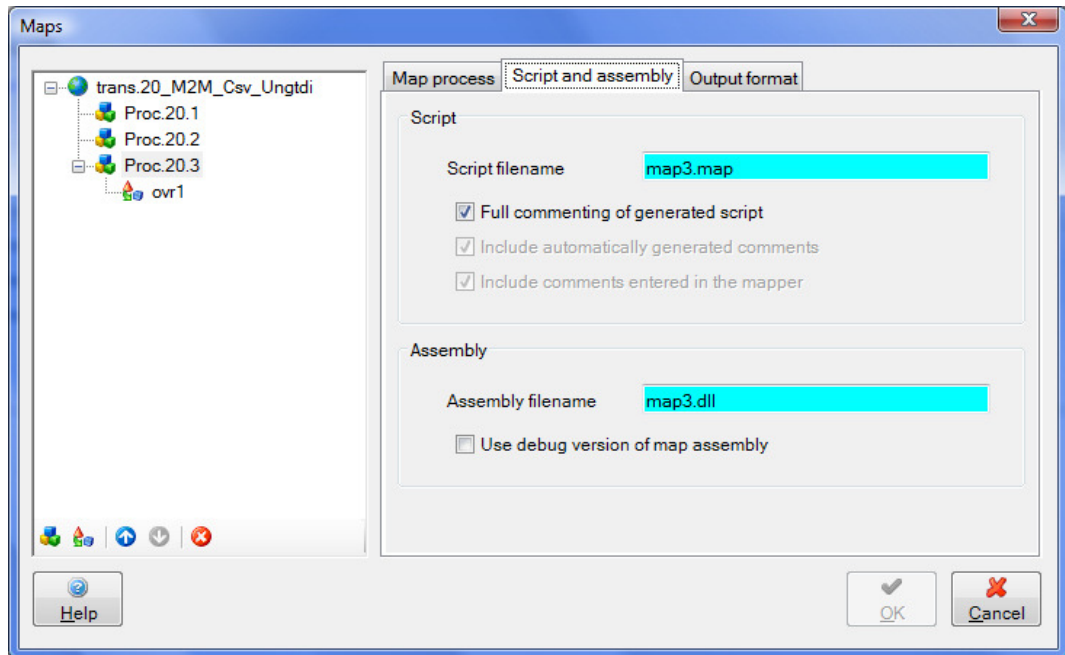 Maps
trans.20_M2M_Csv_Ungtdi
Proc.20.1
Proc.20.2
Proc.20.3
ovr1
Map process
Script and assembly
Output format
Script
Script filename
map3.map
Full commenting of generated script
Include automatically generated comments
Include comments entered in the mapper
Assembly
Assembly filename
map3.dll
Use debug version of map assembly
Help
OK
Cancel